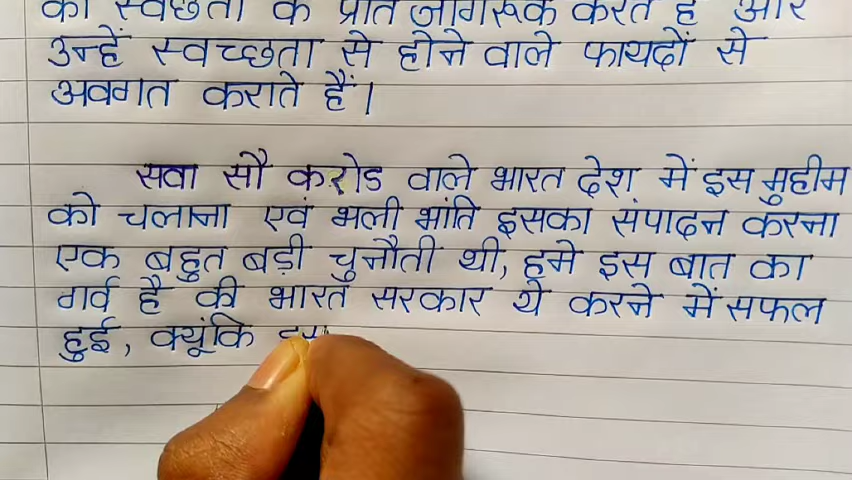 को स्वच्छता के प्रति जागरूक करते हैं और
उन्हें स्वच्छता से होने वाले फायदों से
अवगत कराते हैं।
सवा सौ करोड वाले भारत देश में इस मुहीम
को चलाना एवं भली भांति इसका संपादन करना
एक बहुत बड़ी चुनौती थी, हमे इस बात का
गर्व है की भारत सरकार ये करने में सफल
हुई, क्यूंकि इस